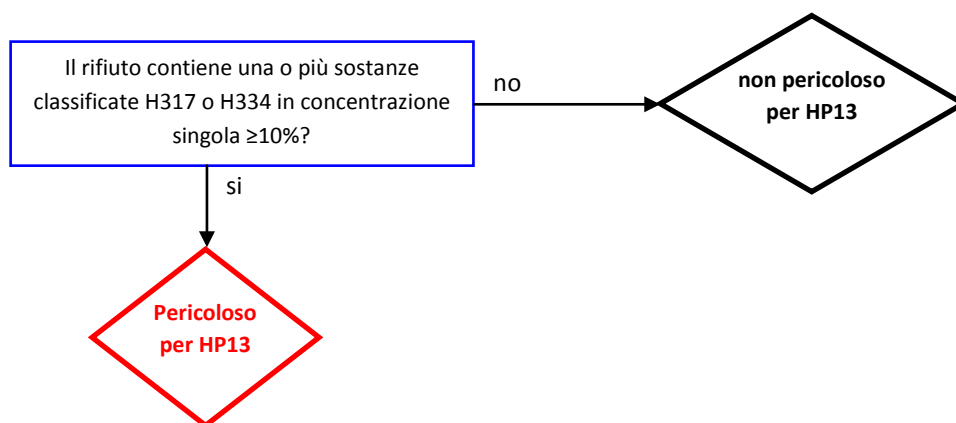 Il rifiuto contiene una o più sostanze
classificate H317 o H334 in concentrazione
singola ≥10%?
no
non pericoloso
per HP13
si
Pericoloso
per HP13